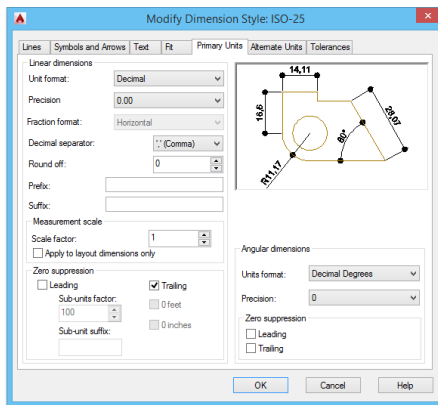 Modify Dimension Style: ISO-25
Lines Symbols and Arrows Text Fit Primary Units Alternate Units Tolerances
Linear dimensions
Unit format: Decimal
Precision 0.00
Fraction format: Horizontal
Decimal separator: ',' (Comma)
Round off: 0
Prefix:
Suffix:
Measurement scale
Scale factor: 1
Apply to layout dimensions only
Zero suppression
Leading
Trailing
Sub-units factor:
0 feet
100
0 inches
Sub-unit suffix:
14,11
16,6
28,07
60°
R11,17
Angular dimensions
Units format: Decimal Degrees
Precision: 0
Zero suppression
Leading
Trailing
OK Cancel Help